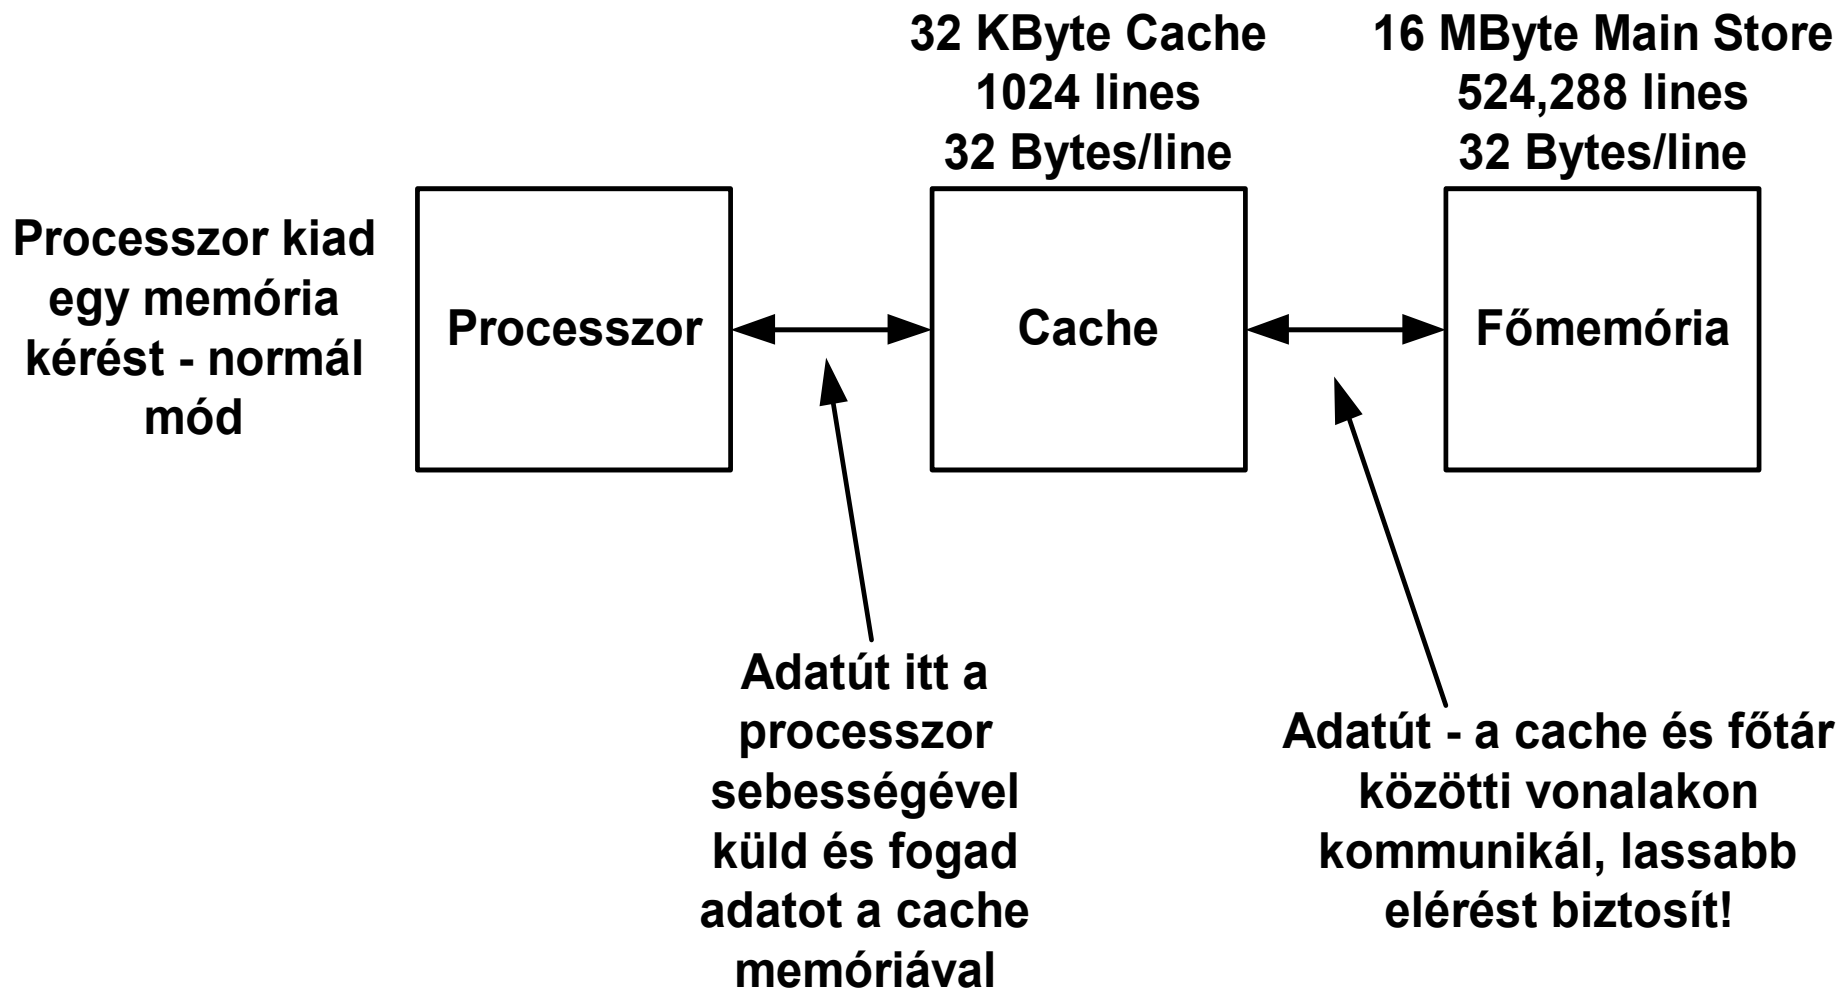 32 KByte Cache
1024 lines
32 Bytes/line
16 MByte Main Store
524,288 lines
32 Bytes/line
Processzor kiad
egy memória
kérést - normál
mód
Processzor
Cache
Főmemória
Adatút itt a
processzor
sebességével
küld és fogad
adatot a cache
memóriával
Adatút - a cache és főtár
közötti vonalakon
kommunikál, lassabb
elérést biztosít!